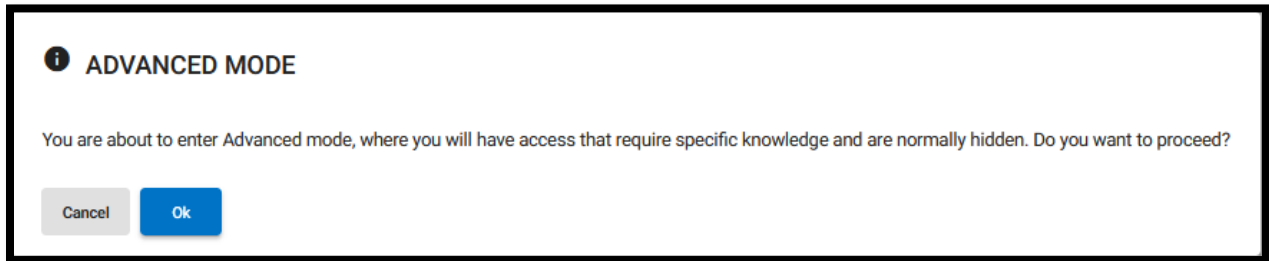 ADVANCED MODE
You are about to enter Advanced mode, where you will have access that require specific knowledge and are normally hidden. Do you want to proceed?
Cancel Ok